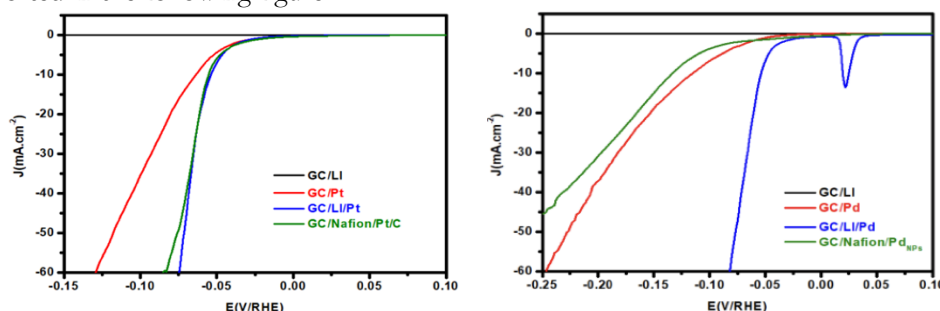 0
-10
-20
-30
-40
-50
-60
J(mA.cm⁻²)
GC/LI
GC/Pt
GC/LI/Pt
GC/Nafion/Pt/C
-0.15
-0.10
-0.05
0.00
0.05
0.10
E(V/RHE)
0
-10
-20
-30
-40
-50
-60
J(mA.cm⁻²)
GC/LI
GC/Pd
GC/LI/Pd
GC/Nafion/Pd_NPs
-0.25
-0.20
-0.15
-0.10
-0.05
0.00
0.05
0.10
E(V/RHE)